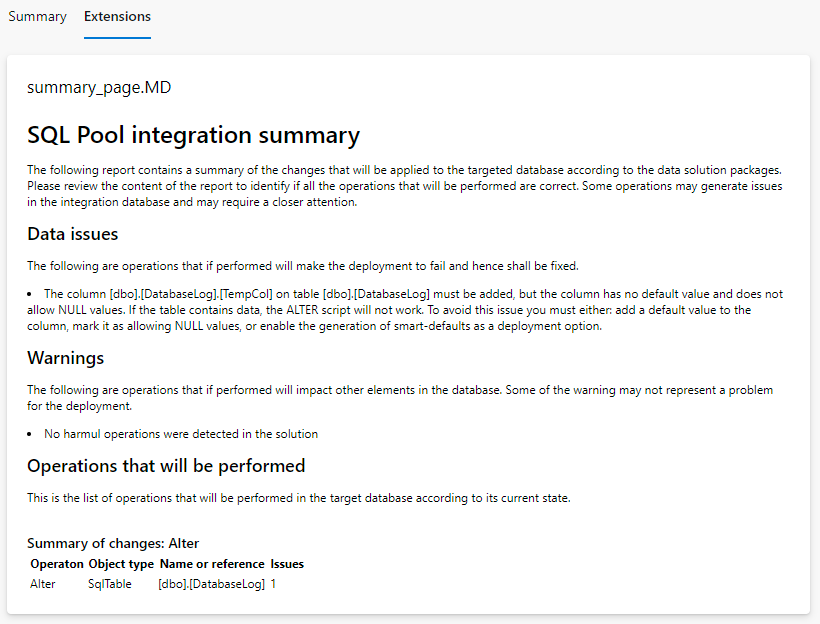 Summary Extensions
summary_page.MD
SQL Pool integration summary
The following report contains a summary of the changes that will be applied to the targeted database according to the data solution packages.
Please review the content of the report to identify if all the operations that will be performed are correct. Some operations may generate issues
in the integration database and may require a closer attention.
Data issues
The following are operations that if performed will make the deployment to fail and hence shall be fixed.
• The column [dbo].[DatabaseLog].[TempCol] on table [dbo].[DatabaseLog] must be added, but the column has no default value and does not
allow NULL values. If the table contains data, the ALTER script will not work. To avoid this issue you must either: add a default value to the
column, mark it as allowing NULL values, or enable the generation of smart-defaults as a deployment option.
Warnings
The following are operations that if performed will impact other elements in the database. Some of the warning may not represent a problem
for the deployment.
• No harmul operations were detected in the solution
Operations that will be performed
This is the list of operations that will be performed in the target database according to its current state.
Summary of changes: Alter
Operaton Object type Name or reference Issues
Alter SqlTable [dbo].[DatabaseLog] 1